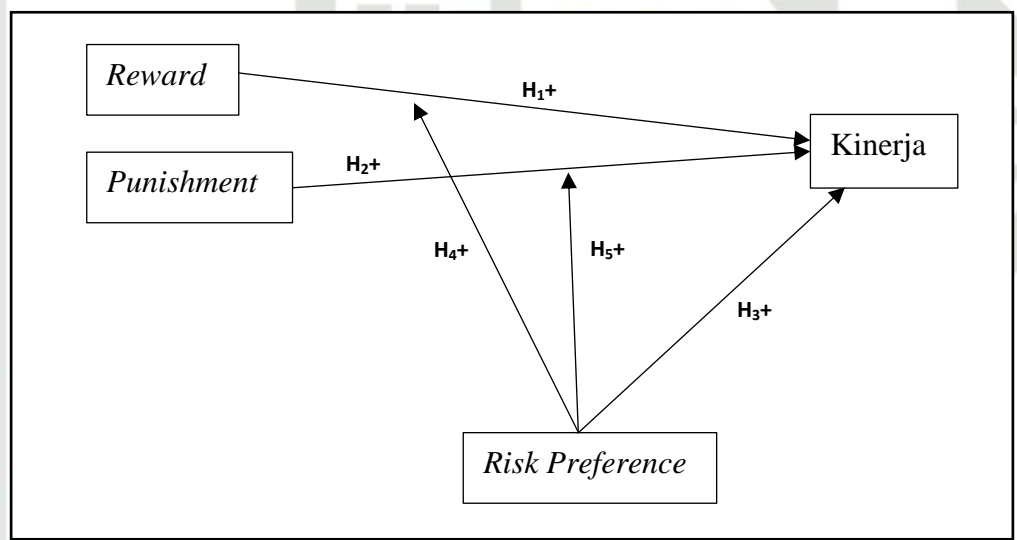 Reward
H₁+
Kinerja
Punishment
H₂+
H₄+
H₅+
H₃+
Risk Preference